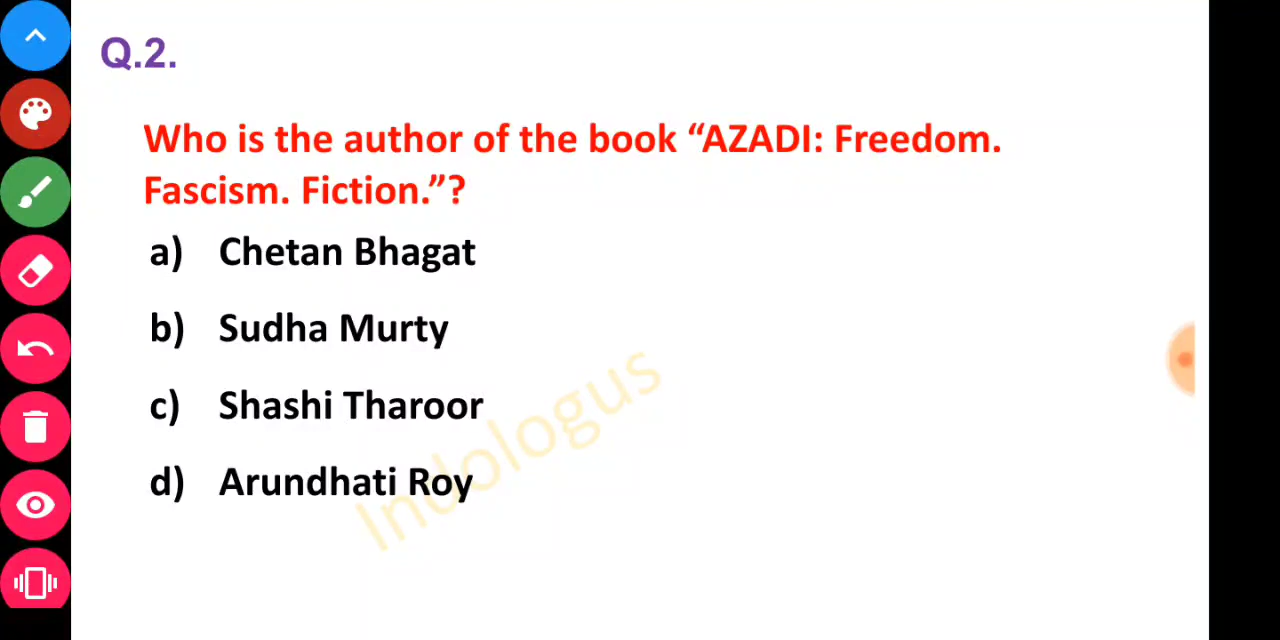 Q.2.
Who is the author of the book “AZADI: Freedom.
Fascism. Fiction.”?
a) Chetan Bhagat
b) Sudha Murty
c) Shashi Tharoor
d) Arundhati Roy
Indologus